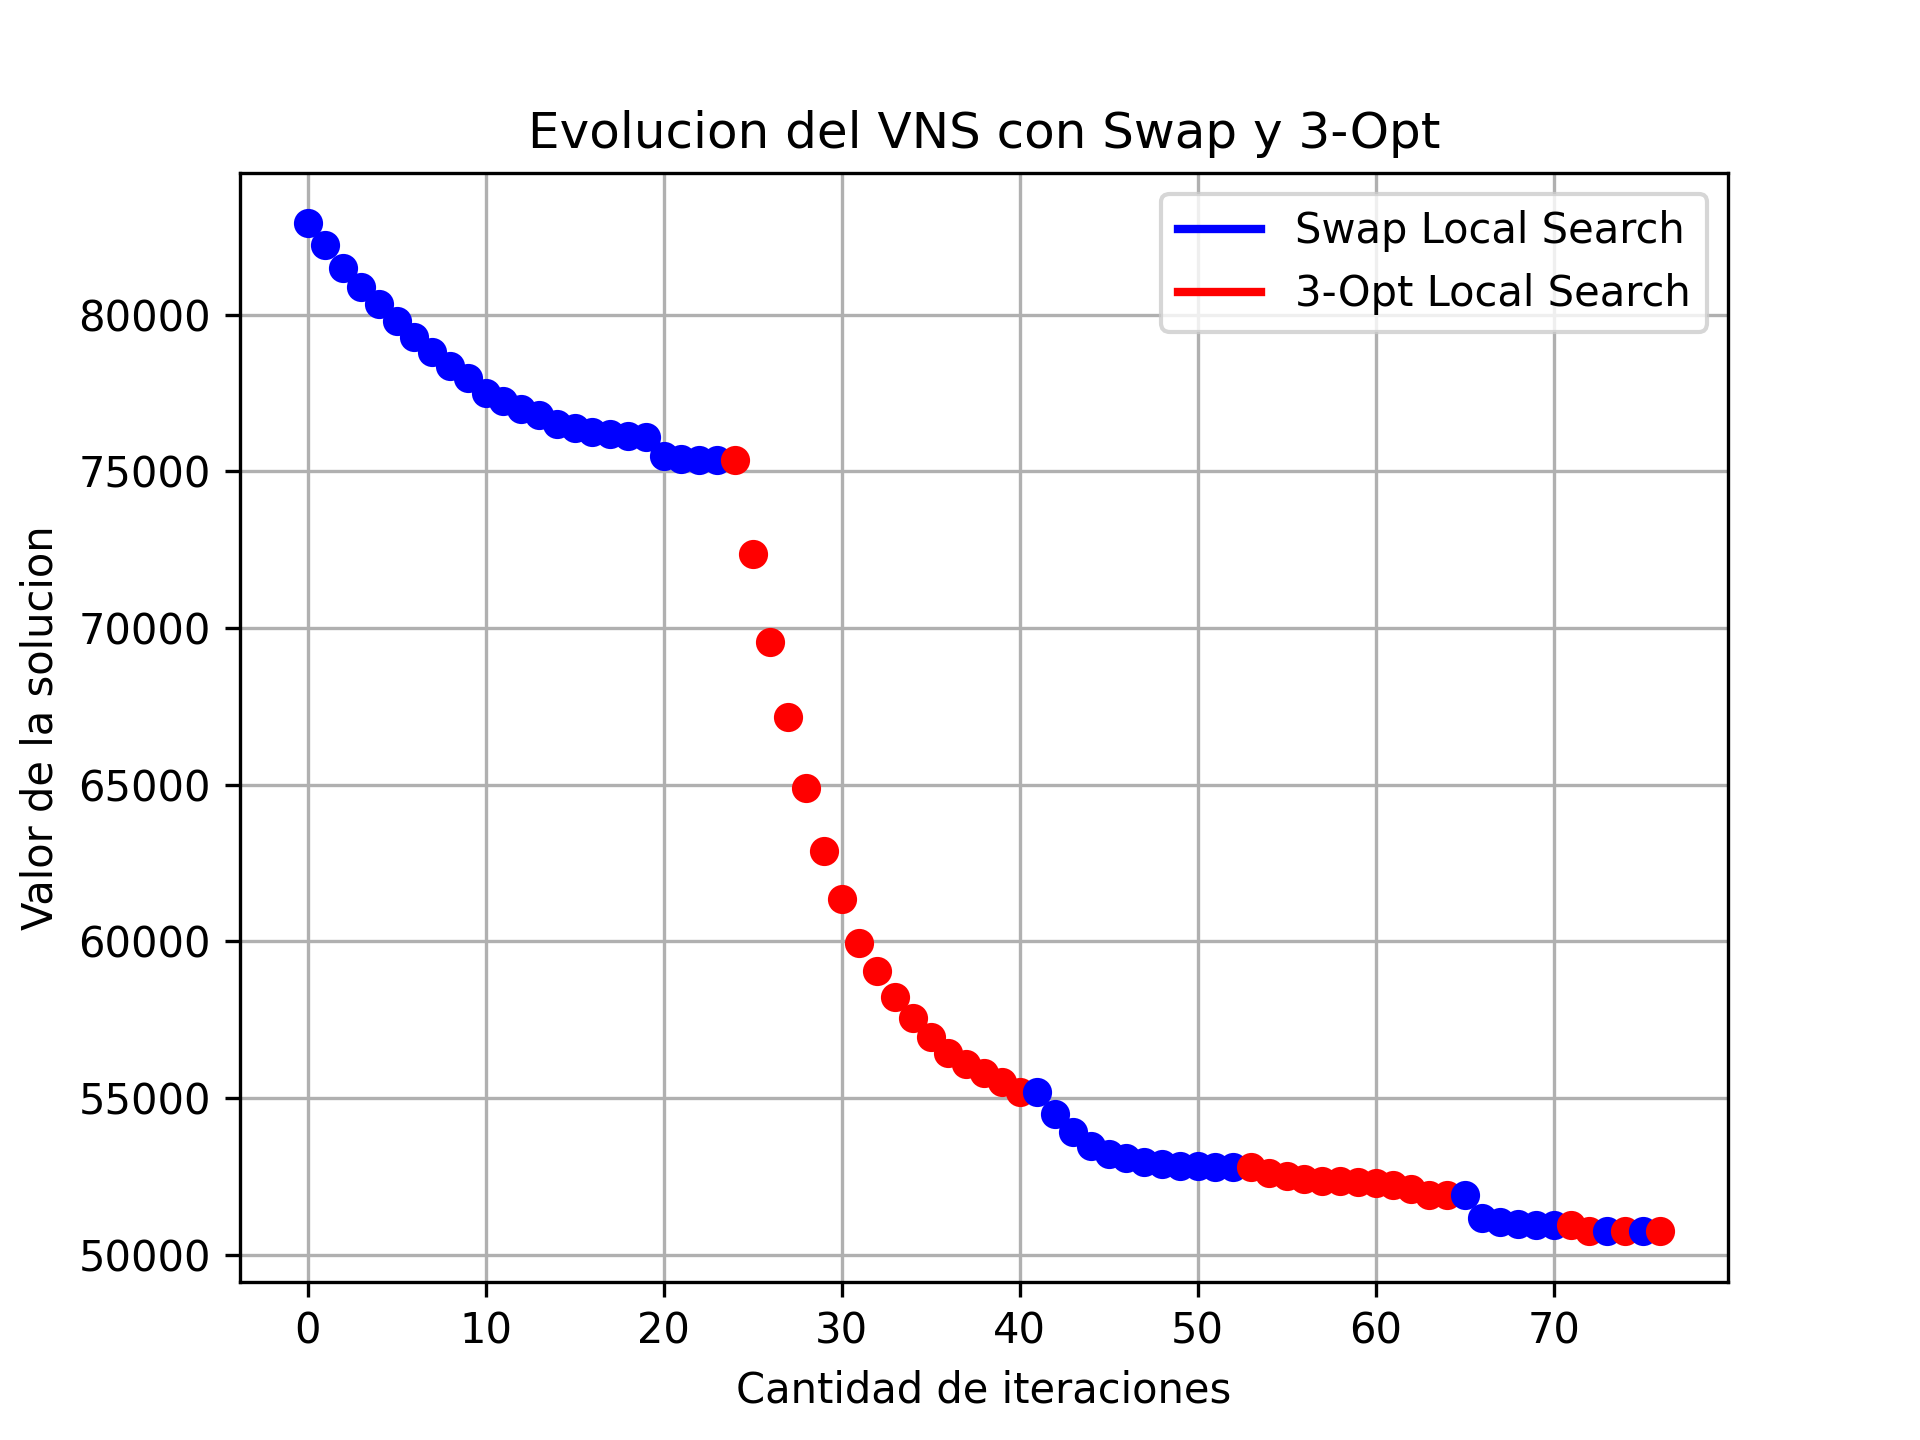 Evolucion del VNS con Swap y 3-Opt
Swap Local Search
3-Opt Local Search
Valor de la solucion
80000
75000
70000
65000
60000
55000
50000
0 10 20 30 40 50 60 70
Cantidad de iteraciones